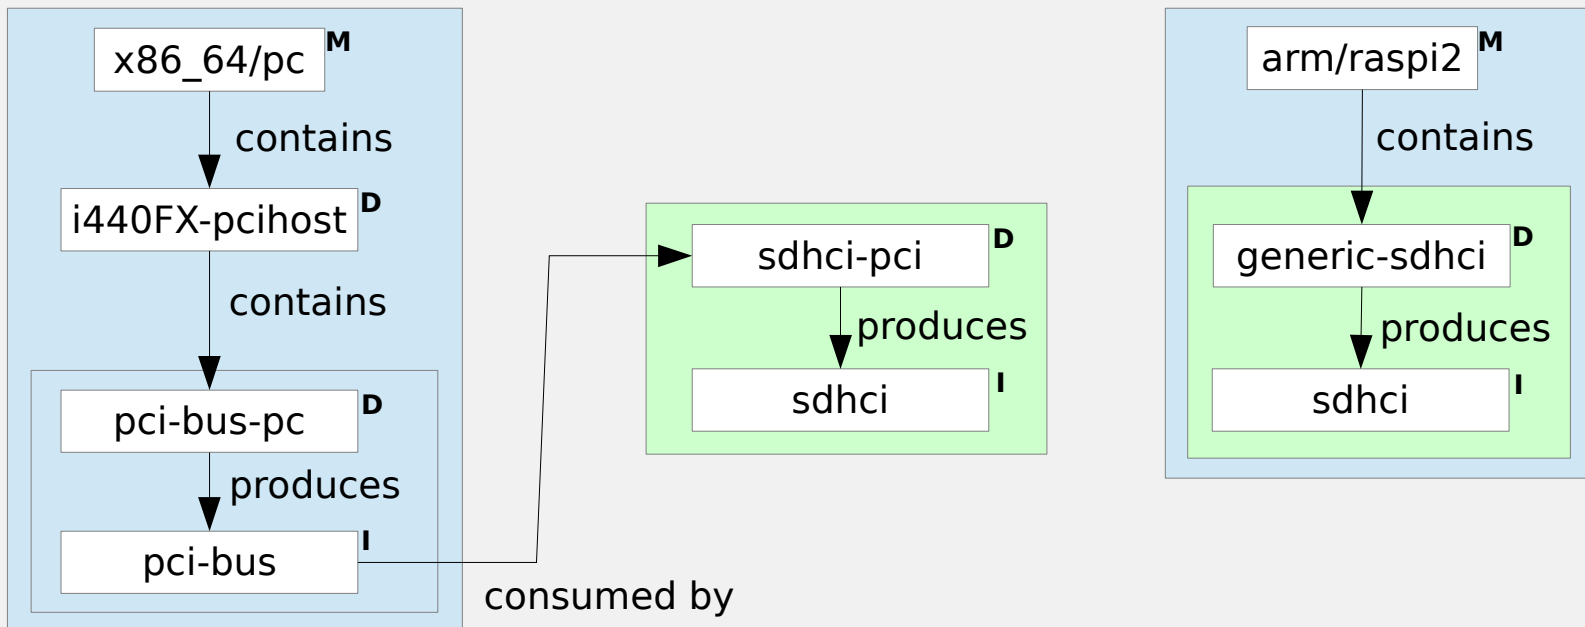 x86_64/pc M
contains
i440FX-pcihost D
contains
pci-bus-pc D
produces
pci-bus I
consumed by
sdhci-pci D
produces
sdhci I
arm/raspi2 M
contains
generic-sdhci D
produces
sdhci I